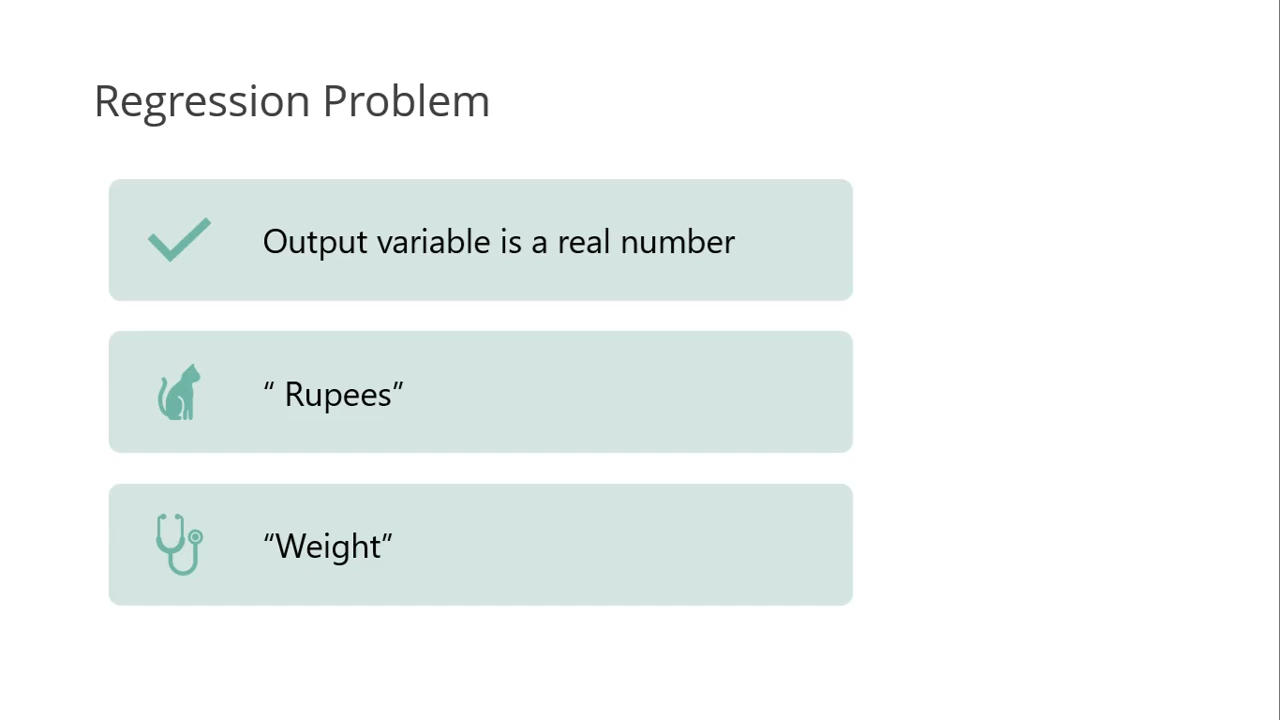 Regression Problem
Output variable is a real number
“ Rupees”
“Weight”